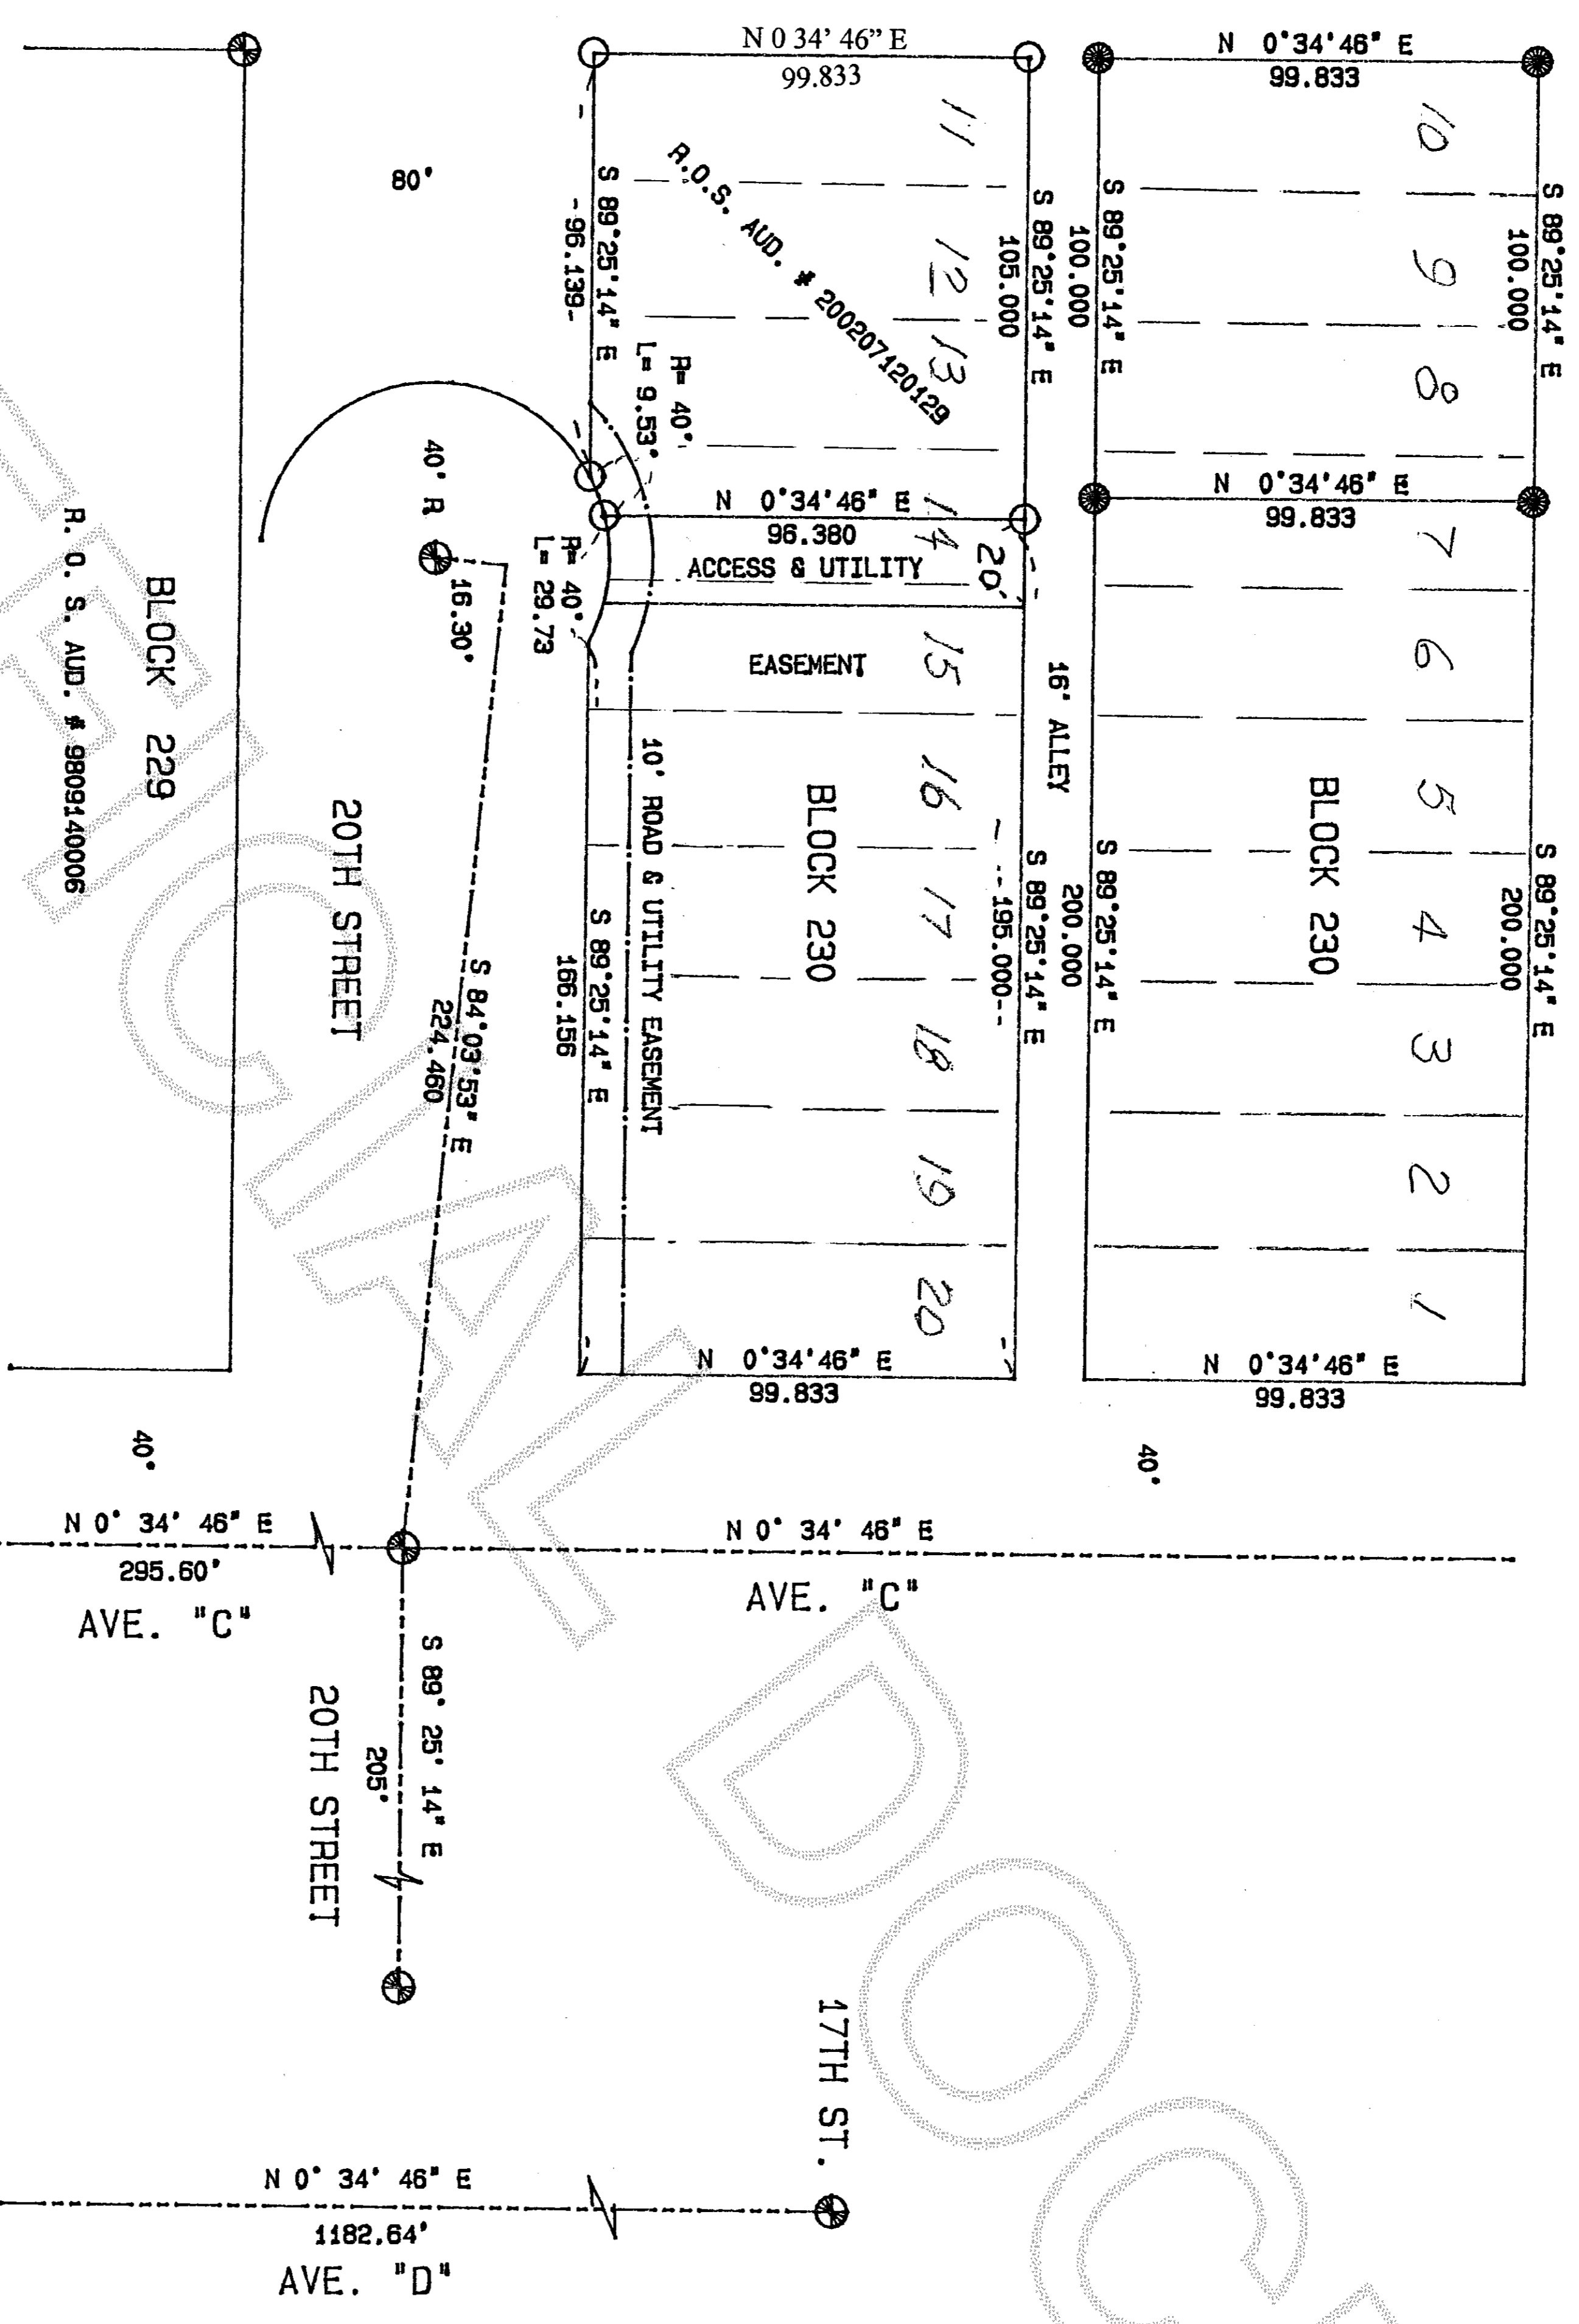 N 0 34' 46" E
99.833
N 0°34'46" E
99.833
11
10
80'
S 89°25'14" E
-96.139-
R.O.S. AUD. # 200207120129
S 89°25'14" E
105.000
S 89°25'14" E
100.000
S 89°25'14" E
100.000
12
9
13
8
R= 40'
L= 9.53'
40' R
16.30'
N 0°34'46" E
96.380
14
N 0°34'46" E
99.833
7
ACCESS & UTILITY
20'
R= 40'
L= 29.73
EASEMENT
15
6
16' ALLEY
BLOCK 229
R. O. S. AUD. # 9809140006
20TH STREET
S 84°03'53" E
224.460
10' ROAD & UTILITY EASEMENT
S 89°25'14" E
166.156
BLOCK 230
16
17
18
19
20
S 89°25'14" E
- --195.000--
S 89°25'14" E
200.000
BLOCK 230
5
4
3
2
1
S 89°25'14" E
200.000
N 0°34'46" E
99.833
N 0°34'46" E
99.833
40'
40'
N 0° 34' 46" E
295.60'
AVE. "C"
N 0° 34' 46" E
AVE. "C"
S 89° 25' 14" E
205'
20TH STREET
17TH ST.
N 0° 34' 46" E
1182.64'
AVE. "D"